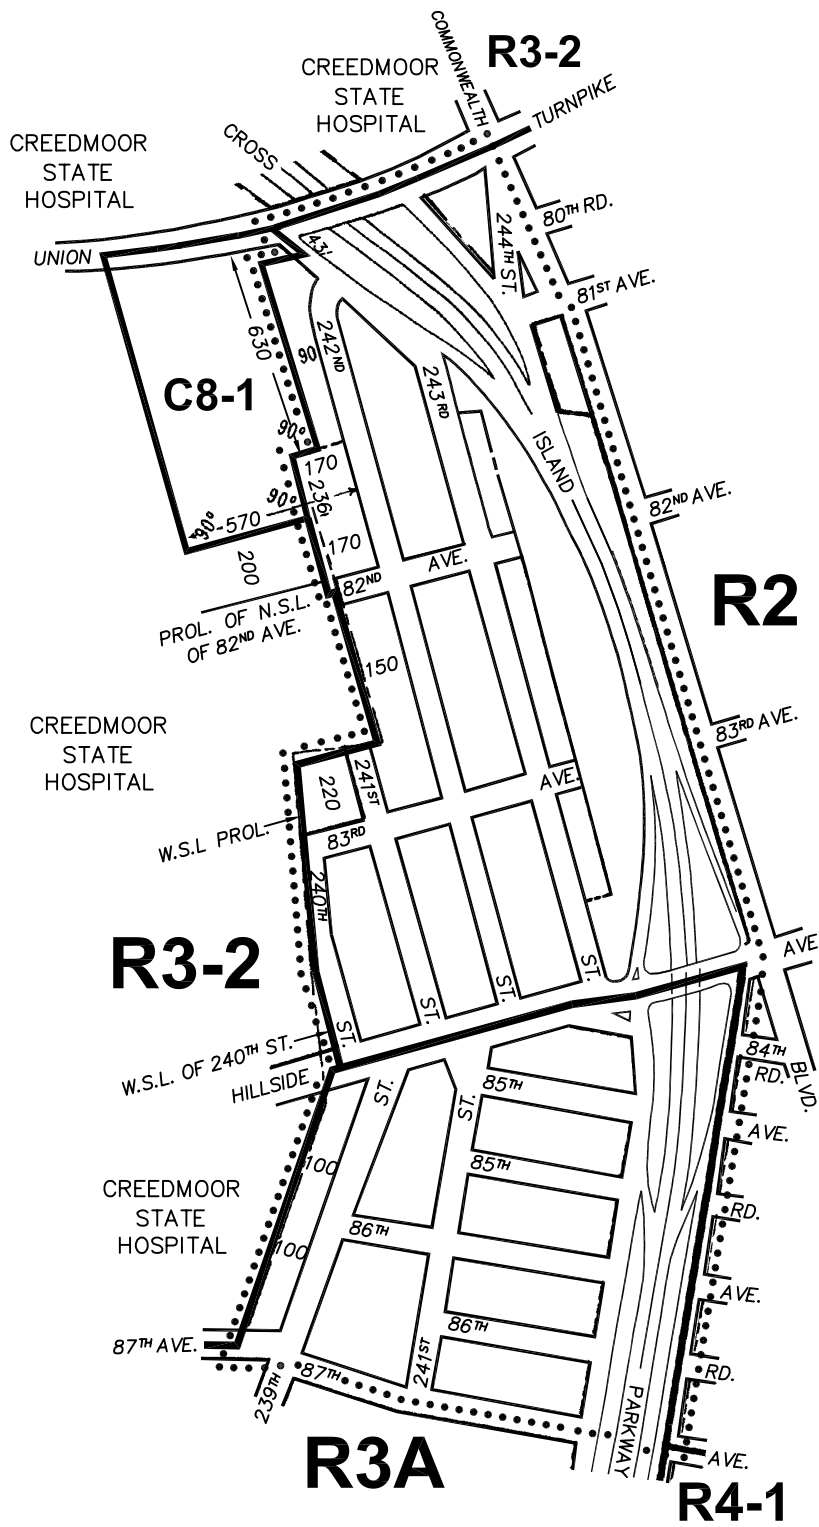 COMMONWEALTH
R3-2
CREEDMOOR
STATE
HOSPITAL
TURNPIKE
CREEDMOOR
STATE
HOSPITAL
CROSS
80TH RD.
244TH ST.
UNION
43'
81ST AVE.
630
90
242ND
C8-1
243RD
90°
170
ISLAND
236'
90°
82ND AVE.
90°
570
170
200
AVE.
82ND
R2
PROL. OF N.S.L.
OF 82ND AVE.
150
CREEDMOOR
STATE
HOSPITAL
83RD AVE.
241ST
220
AVE.
W.S.L PROL.
83RD
240TH
R3-2
AVE
ST.
ST.
ST.
ST.
W.S.L. OF 240TH ST.
HILLSIDE
84TH
RD.
BLVD.
ST.
85TH
ST.
AVE.
100
85TH
CREEDMOOR
STATE
HOSPITAL
RD.
86TH
100
AVE.
86TH
87TH AVE.
241ST
RD.
239TH
87TH
PARKWAY
R3A
AVE.
R4-1